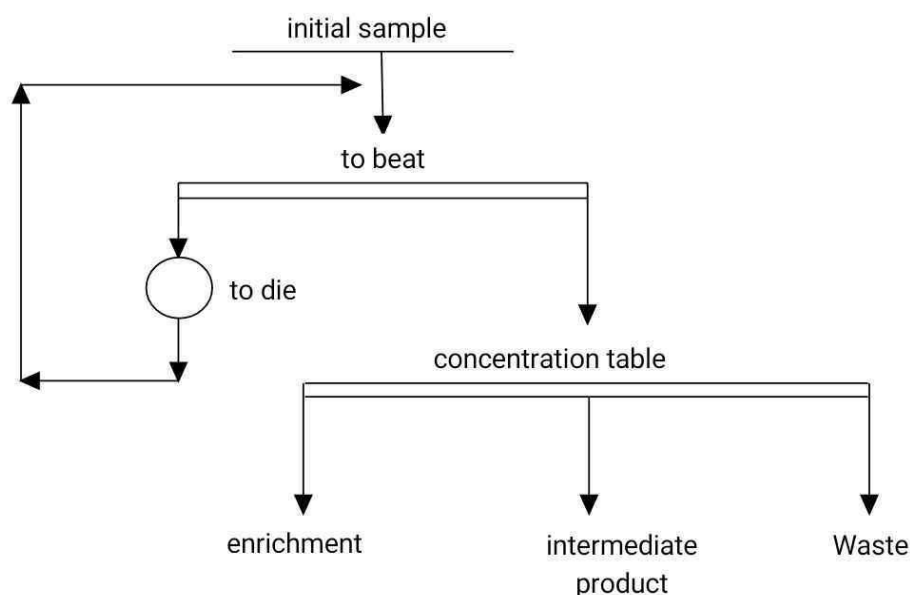 initial sample
to beat
to die
concentration table
enrichment
intermediate
product
Waste